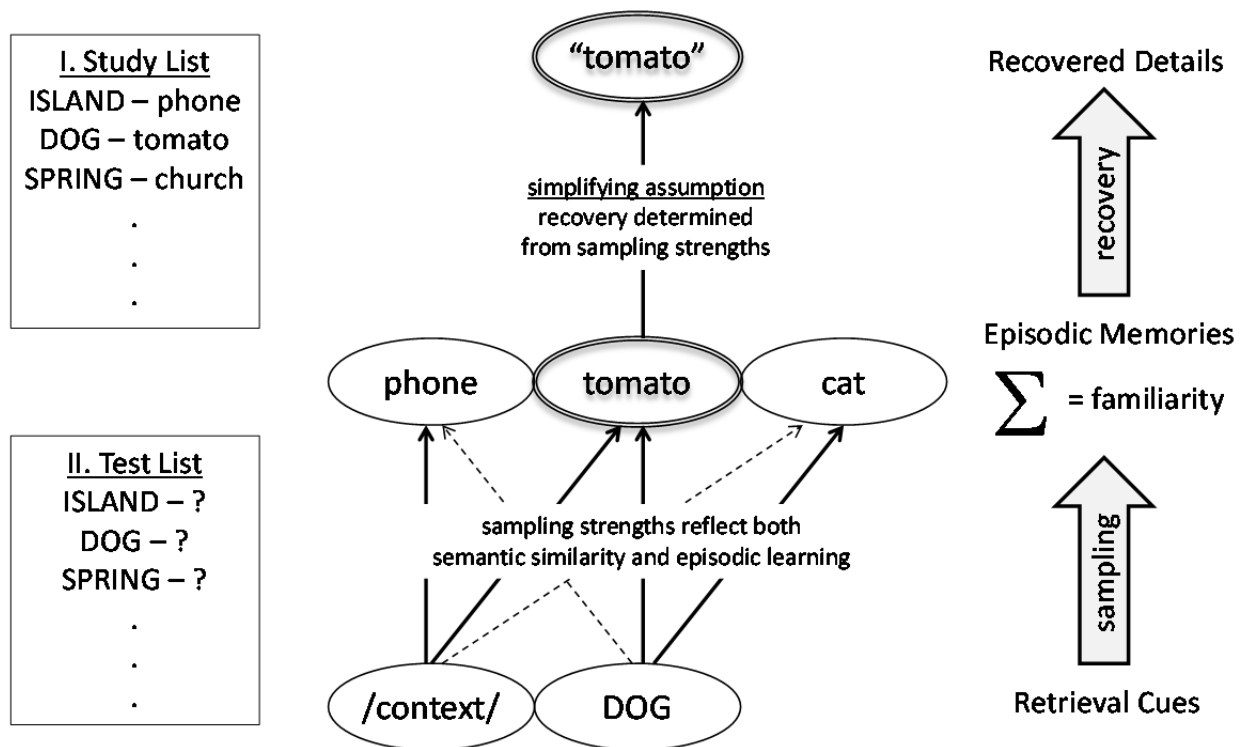 I. Study List
ISLAND – phone
DOG – tomato
SPRING – church
.
.
.
II. Test List
ISLAND – ?
DOG – ?
SPRING – ?
.
.
.
“tomato”
simplifying assumption
recovery determined
from sampling strengths
phone
tomato
cat
sampling strengths reflect both
semantic similarity and episodic learning
/context/
DOG
Recovered Details
recovery
Episodic Memories
∑ = familiarity
sampling
Retrieval Cues